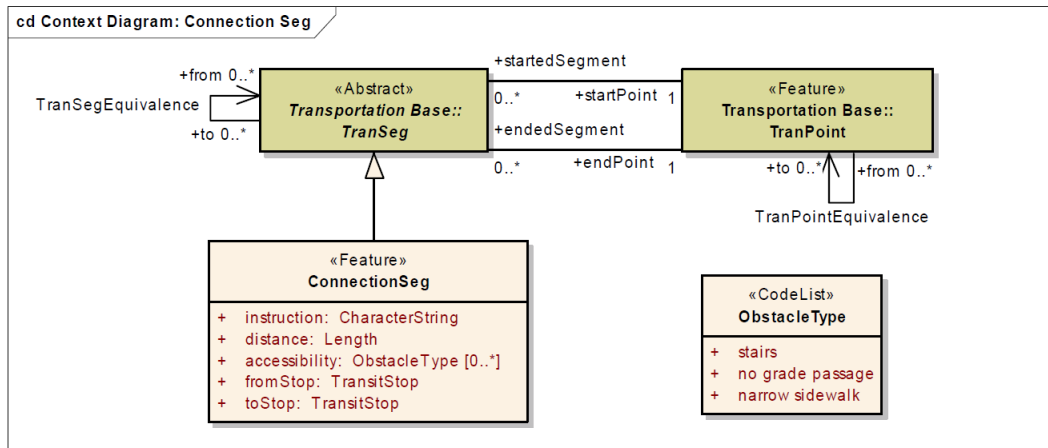 cd Context Diagram: Connection Seg
+from 0..*
TranSegEquivalence
+to 0..*
«Abstract»
Transportation Base::
TranSeg
+startedSegment
0..*
+startPoint 1
+endedSegment
0..*
+endPoint 1
«Feature»
Transportation Base::
TranPoint
+to 0..*
+from 0..*
TranPointEquivalence
«Feature»
ConnectionSeg
+ instruction: CharacterString
+ distance: Length
+ accessibility: ObstacleType [0..*]
+ fromStop: TransitStop
+ toStop: TransitStop
«CodeList»
ObstacleType
+ stairs
+ no grade passage
+ narrow sidewalk